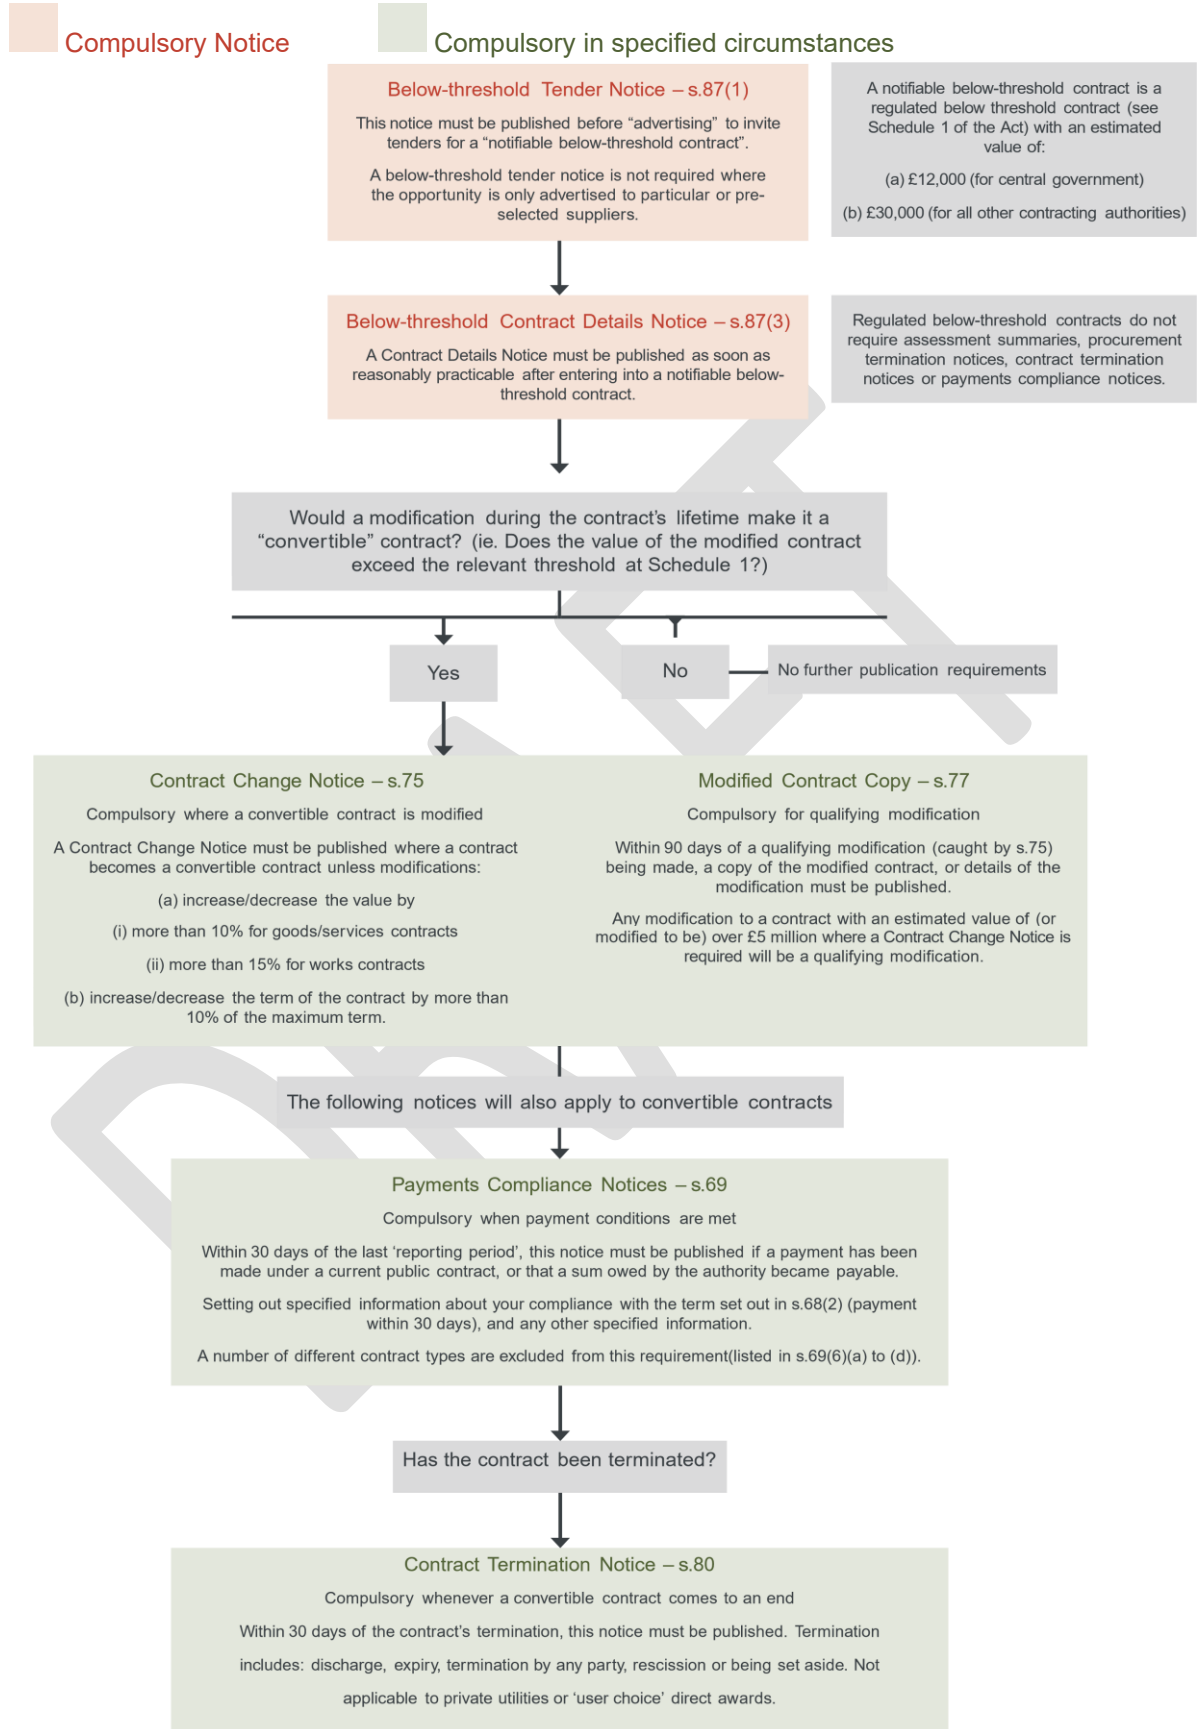 Compulsory Notice
Compulsory in specified circumstances
Below-threshold Tender Notice – s.87(1)
This notice must be published before “advertising” to invite
tenders for a “notifiable below-threshold contract”.
A below-threshold tender notice is not required where
the opportunity is only advertised to particular or pre-
selected suppliers.
A notifiable below-threshold contract is a
regulated below threshold contract (see
Schedule 1 of the Act) with an estimated
value of:
(a) £12,000 (for central government)
(b) £30,000 (for all other contracting authorities)
Below-threshold Contract Details Notice – s.87(3)
A Contract Details Notice must be published as soon as
reasonably practicable after entering into a notifiable below-
threshold contract.
Regulated below-threshold contracts do not
require assessment summaries, procurement
termination notices, contract termination
notices or payments compliance notices.
Would a modification during the contract’s lifetime make it a
“convertible” contract? (ie. Does the value of the modified contract
exceed the relevant threshold at Schedule 1?)
Yes
No
No further publication requirements
Contract Change Notice – s.75
Compulsory where a convertible contract is modified
A Contract Change Notice must be published where a contract
becomes a convertible contract unless modifications:
(a) increase/decrease the value by
(i) more than 10% for goods/services contracts
(ii) more than 15% for works contracts
(b) increase/decrease the term of the contract by more than
10% of the maximum term.
Modified Contract Copy – s.77
Compulsory for qualifying modification
Within 90 days of a qualifying modification (caught by s.75)
being made, a copy of the modified contract, or details of the
modification must be published.
Any modification to a contract with an estimated value of (or
modified to be) over £5 million where a Contract Change Notice is
required will be a qualifying modification.
The following notices will also apply to convertible contracts
Payments Compliance Notices – s.69
Compulsory when payment conditions are met
Within 30 days of the last ‘reporting period’, this notice must be published if a payment has been
made under a current public contract, or that a sum owed by the authority became payable.
Setting out specified information about your compliance with the term set out in s.68(2) (payment
within 30 days), and any other specified information.
A number of different contract types are excluded from this requirement(listed in s.69(6)(a) to (d)).
Has the contract been terminated?
Contract Termination Notice – s.80
Compulsory whenever a convertible contract comes to an end
Within 30 days of the contract’s termination, this notice must be published. Termination
includes: discharge, expiry, termination by any party, rescission or being set aside. Not
applicable to private utilities or ‘user choice’ direct awards.